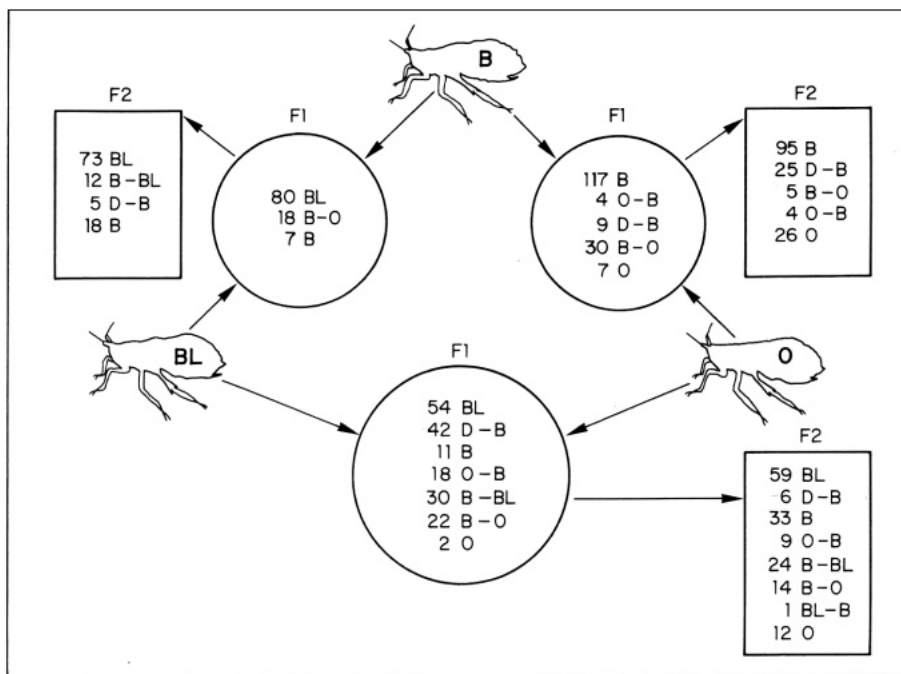 B
F2
73 BL
12 B-BL
5 D-B
18 B
F1
80 BL
18 B-O
7 B
F1
117 B
4 O-B
9 D-B
30 B-O
7 O
F2
95 B
25 D-B
5 B-O
4 O-B
26 O
BL
O
F1
54 BL
42 D-B
11 B
18 O-B
30 B-BL
22 B-O
2 O
F2
59 BL
6 D-B
33 B
9 O-B
24 B-BL
14 B-O
1 BL-B
12 O